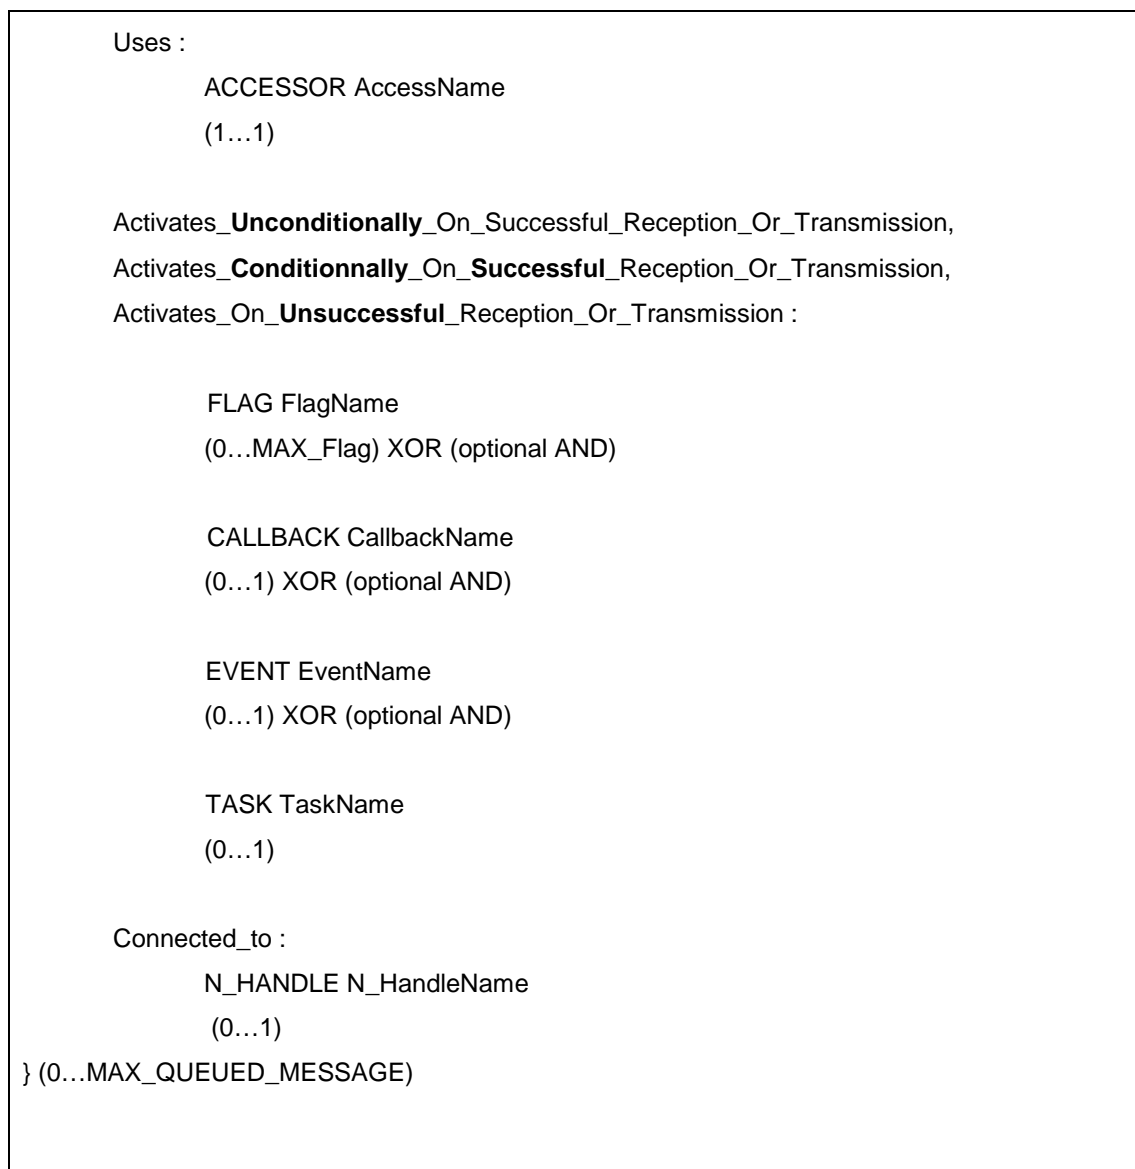 Uses :
ACCESSOR AccessName
(1…1)
Activates_Unconditionally_On_Successful_Reception_Or_Transmission,
Activates_Conditionnally_On_Successful_Reception_Or_Transmission,
Activates_On_Unsuccessful_Reception_Or_Transmission :
FLAG FlagName
(0…MAX_Flag) XOR (optional AND)
CALLBACK CallbackName
(0…1) XOR (optional AND)
EVENT EventName
(0…1) XOR (optional AND)
TASK TaskName
(0…1)
Connected_to :
N_HANDLE N_HandleName
(0…1)
} (0…MAX_QUEUED_MESSAGE)